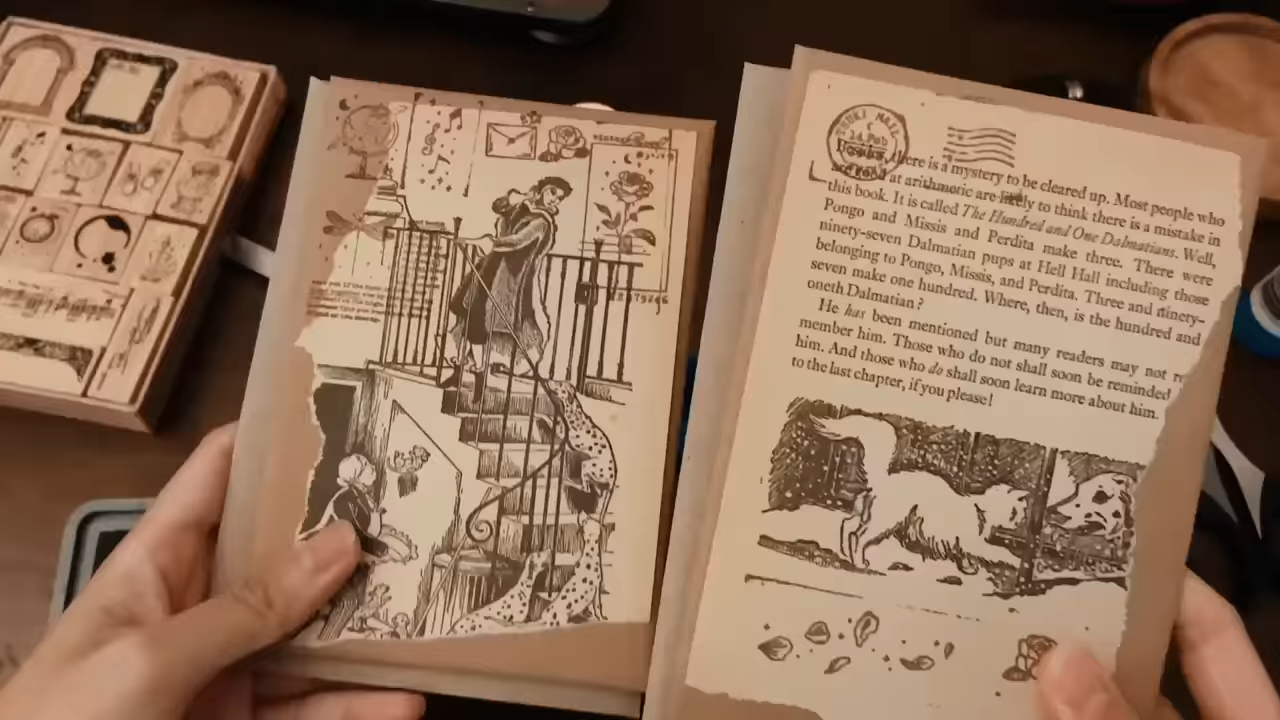 MAIL
14 Feb
there is a mystery to be cleared up. Most people who
at arithmetic are likely to think there is a mistake in
this book. It is called The Hundred and One Dalmatians. Well,
Pongo and Missis and Perdita make three. There were
ninety-seven Dalmatian pups at Hell Hall including those
belonging to Pongo, Missis, and Perdita. Three and ninety-
seven make one hundred. Where, then, is the hundred and
oneth Dalmatian?
He has been mentioned but many readers may not r
member him. Those who do not shall soon be reminded
him. And those who do shall soon learn more about him.
to the last chapter, if you please!